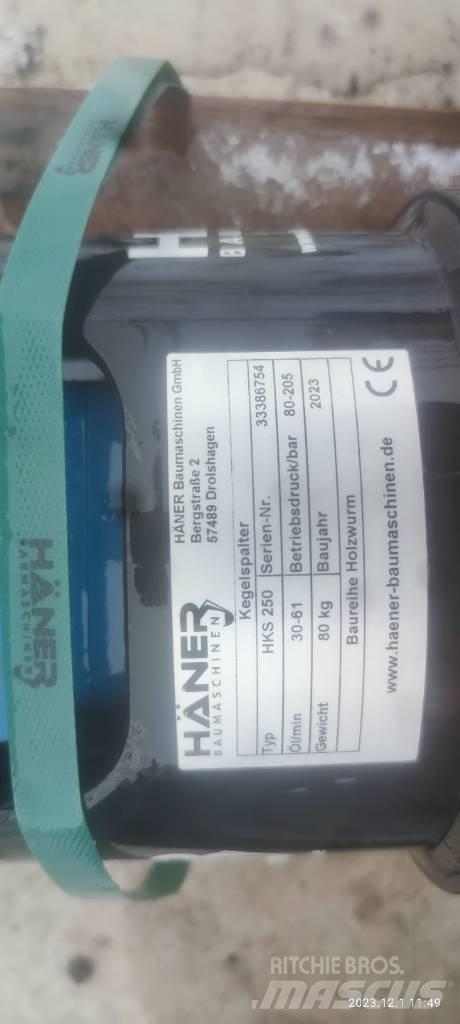 HÄNER
BAUMASCHINEN
HÄNER Baumaschinen GmbH
Bergstraße 2
57489 Drolshagen
Kegelspalter
Typ HKS 250 Serien-Nr. 33386754
Öl/min 30-61 Betriebsdruck/bar 80-205
Gewicht 80 kg Baujahr 2023
Baureihe Holzwurm
www.haener-baumaschinen.de
CE
HÄNER
BAUMASCHINEN
HÄNER
RITCHIE BROS.
MASCUS
2023.12.1 11:49